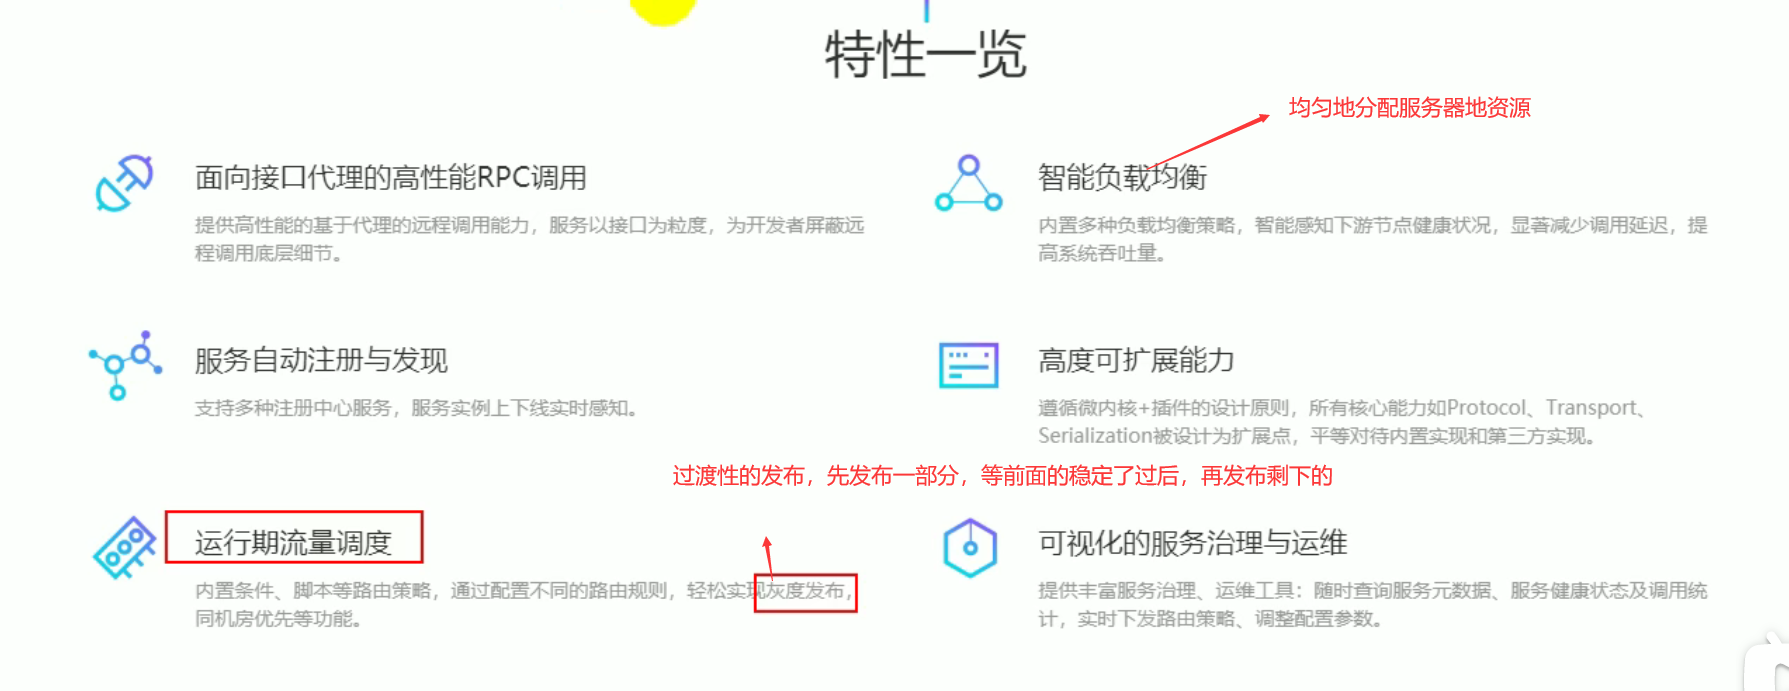 特性一览
均匀地分配服务器地资源
面向接口代理的高性能RPC调用
提供高性能的基于代理的远程调用能力，服务以接口为粒度，为开发者屏蔽远
程调用底层细节。
智能负载均衡
内置多种负载均衡策略，智能感知下游节点健康状况，显著减少调用延迟，提
高系统吞吐量。
服务自动注册与发现
支持多种注册中心服务，服务实例上下线实时感知。
高度可扩展能力
遵循微内核+插件的设计原则，所有核心能力如Protocol、Transport、
Serialization被设计为扩展点，平等对待内置实现和第三方实现。
过渡性的发布，先发布一部分，等前面的稳定了过后，再发布剩下的
运行期流量调度
内置条件、脚本等路由策略，通过配置不同的路由规则，轻松实现灰度发布，
同机房优先等功能。
可视化的服务治理与运维
提供丰富服务治理、运维工具：随时查询服务元数据、服务健康状态及调用统
计，实时下发路由策略、调整配置参数。